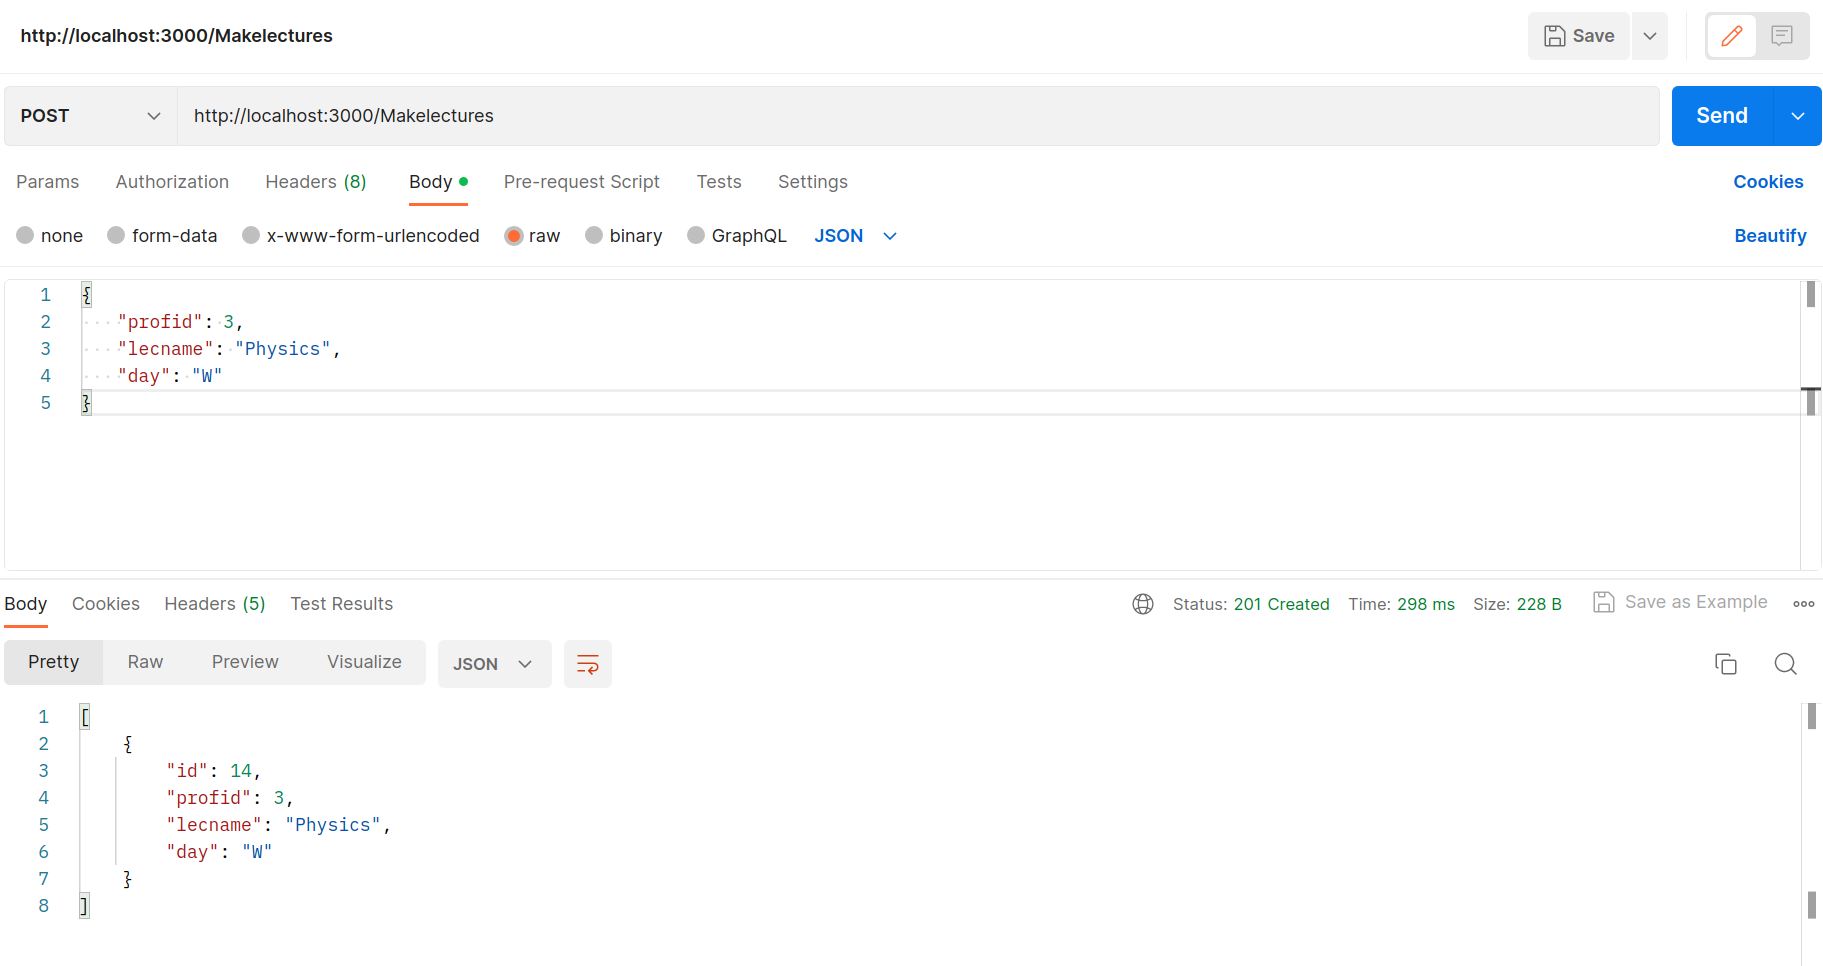 http://localhost:3000/Makelectures Save
POST http://localhost:3000/Makelectures Send
Params Authorization Headers (8) Body Pre-request Script Tests Settings Cookies
none form-data x-www-form-urlencoded raw binary GraphQL JSON Beautify
1 {
2 "profid": 3,
3 "lecname": "Physics",
4 "day": "W"
5 }
Body Cookies Headers (5) Test Results Status: 201 Created Time: 298 ms Size: 228 B Save as Example
Pretty Raw Preview Visualize JSON
1 [
2 {
3 "id": 14,
4 "profid": 3,
5 "lecname": "Physics",
6 "day": "W"
7 }
8 ]